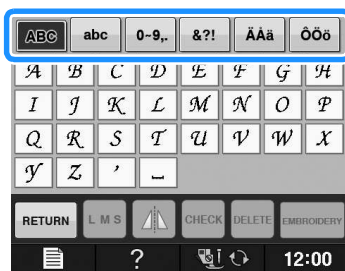 ABC abc 0~9,. &?! ÄÅä ÔÖö
A B C D E F G H
I J K L M N O P
Q R S T U V W X
Y Z ’ ⎵
RETURN L M S CHECK DELETE EMBROIDERY
? 12:00